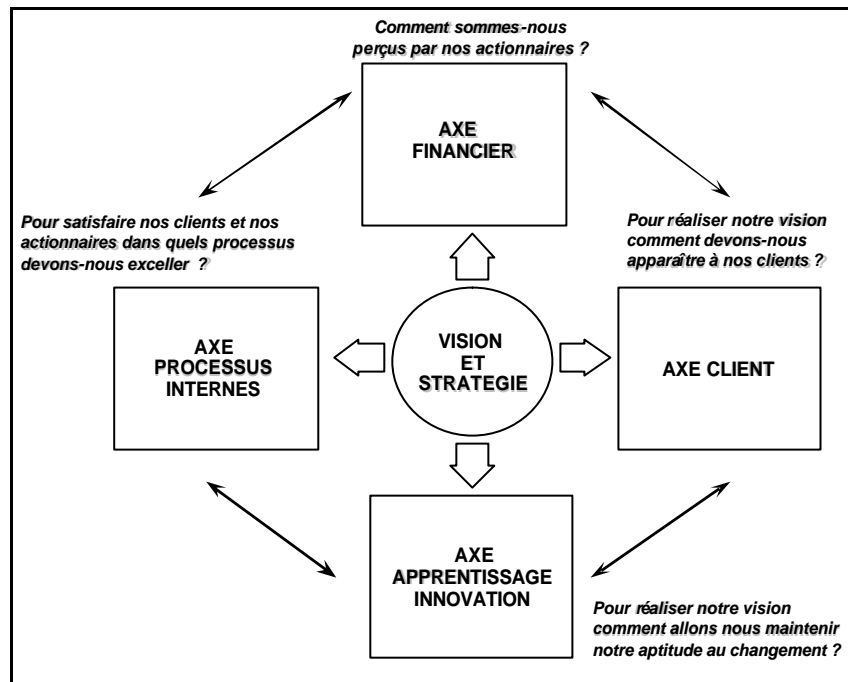 Comment sommes-nous
perçus par nos actionnaires ?
AXE
FINANCIER
Pour satisfaire nos clients et nos
actionnaires dans quels processus
devons-nous exceller ?
Pour réaliser notre vision
comment devons-nous
apparaître à nos clients ?
AXE
PROCESSUS
INTERNES
VISION
ET
STRATEGIE
AXE CLIENT
AXE
APPRENTISSAGE
INNOVATION
Pour réaliser notre vision
comment allons nous maintenir
notre aptitude au changement ?